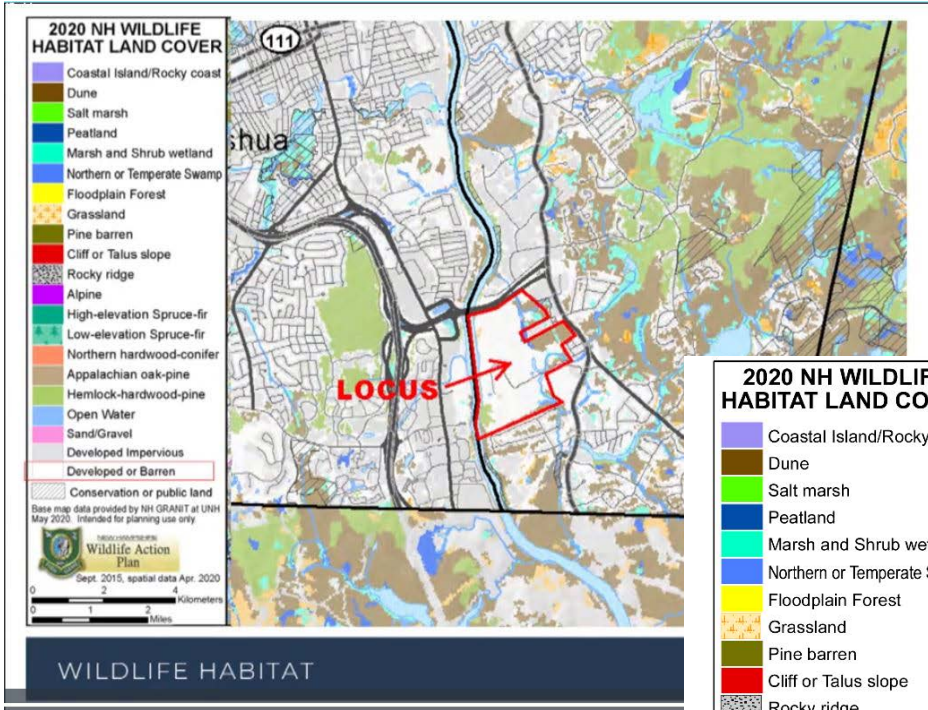 2020 NH WILDLIFE
HABITAT LAND COVER
Coastal Island/Rocky coast
Dune
Salt marsh
Peatland
Marsh and Shrub wetland
Northern or Temperate Swamp
Floodplain Forest
Grassland
Pine barren
Cliff or Talus slope
Rocky ridge
Alpine
High-elevation Spruce-fir
Low-elevation Spruce-fir
Northern hardwood-conifer
Appalachian oak-pine
Hemlock-hardwood-pine
Open Water
Sand/Gravel
Developed Impervious
Developed or Barren
Conservation or public land
Base map data provided by NH GRANIT at UNH
May 2020. Intended for planning use only
Wildlife Action
Plan
Sept. 2015, spatial data Apr. 2020
0 2 4
Kilometers
0 2
Miles
111
shua
LOCUS
WILDLIFE HABITAT
2020 NH WILDLIF
HABITAT LAND CO
Coastal Island/Rocky
Dune
Salt marsh
Peatland
Marsh and Shrub we
Northern or Temperate S
Floodplain Forest
Grassland
Pine barren
Cliff or Talus slope
Rocky ridge